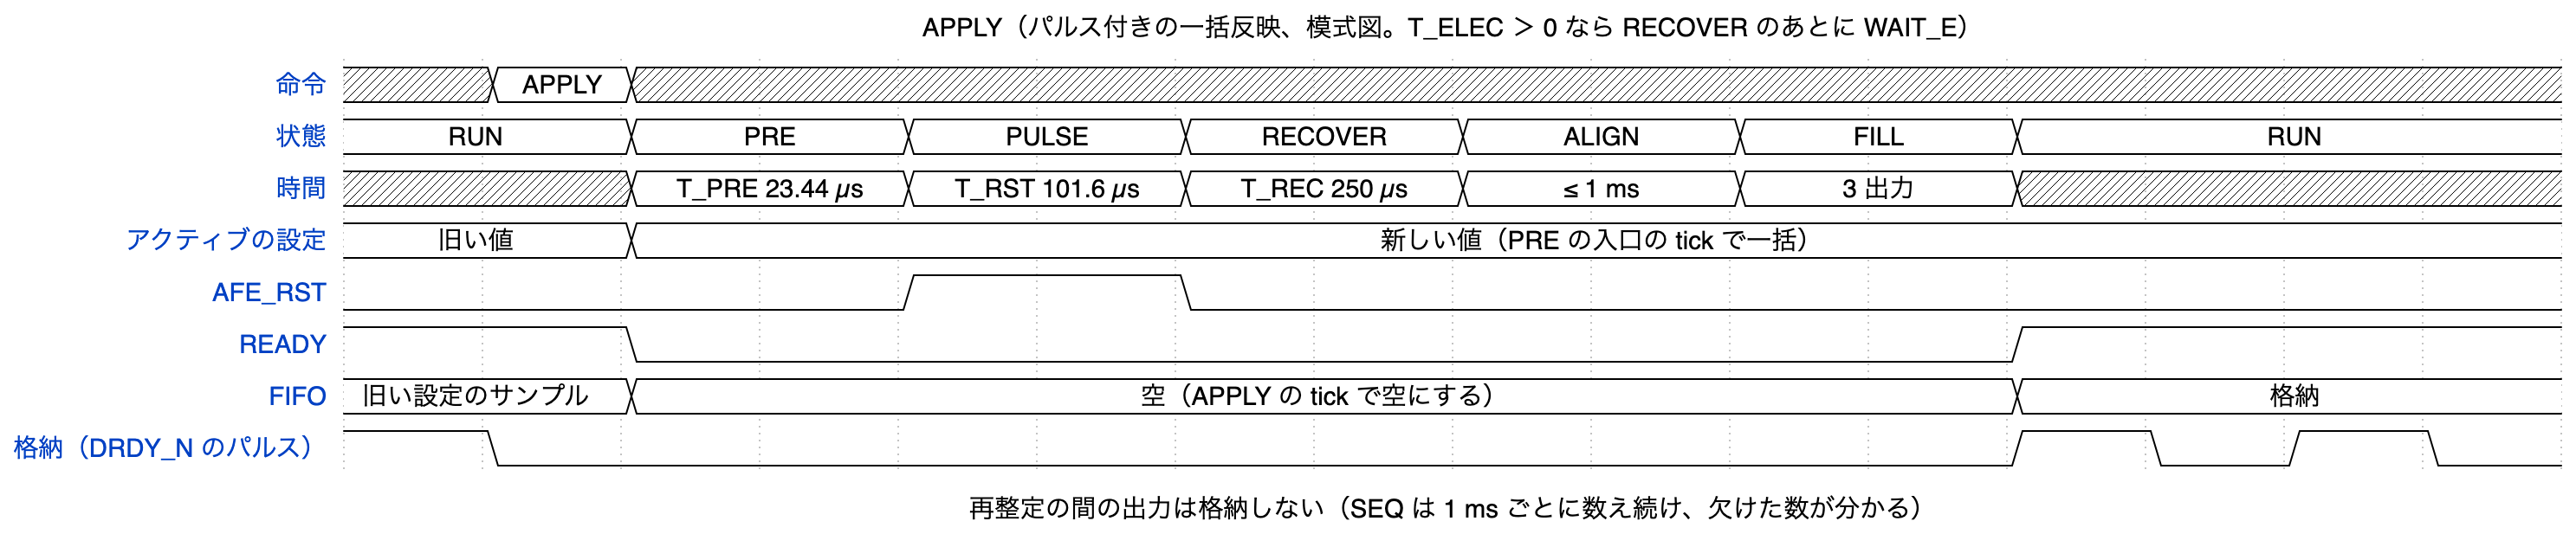 APPLY（パルス付きの一括反映、模式図。T_ELEC > 0 なら RECOVER のあとに WAIT_E）
命令 APPLY
状態 RUN PRE PULSE RECOVER ALIGN FILL RUN
時間 T_PRE 23.44 µs T_RST 101.6 µs T_REC 250 µs ≤ 1 ms 3 出力
アクティブの設定 旧い値 新しい値（PRE の入口の tick で一括）
AFE_RST
READY
FIFO 旧い設定のサンプル 空（APPLY の tick で空にする） 格納
格納（DRDY_N のパルス）
再整定の間の出力は格納しない（SEQ は 1 ms ごとに数え続け、欠けた数が分かる）